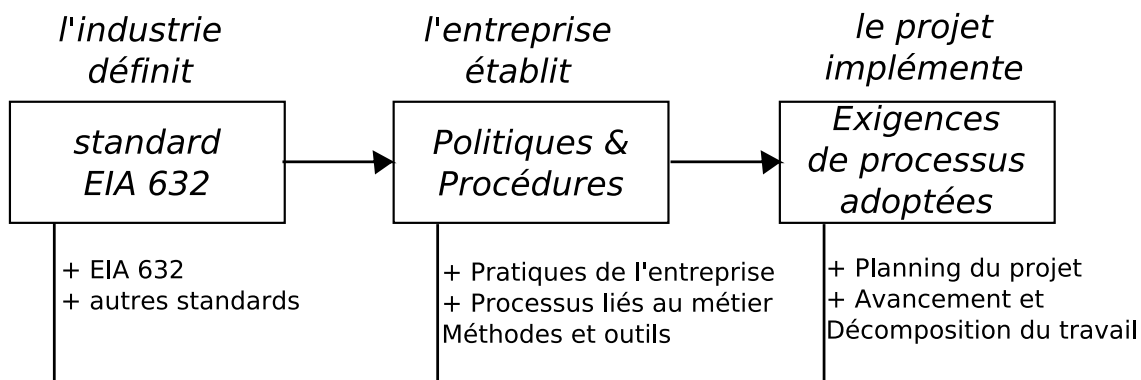 l'industrie
définit
standard
EIA 632
+ EIA 632
+ autres standards
l'entreprise
établit
Politiques &
Procédures
+ Pratiques de l'entreprise
+ Processus liés au métier
Méthodes et outils
le projet
implémente
Exigences
de processus
adoptées
+ Planning du projet
+ Avancement et
Décomposition du travail